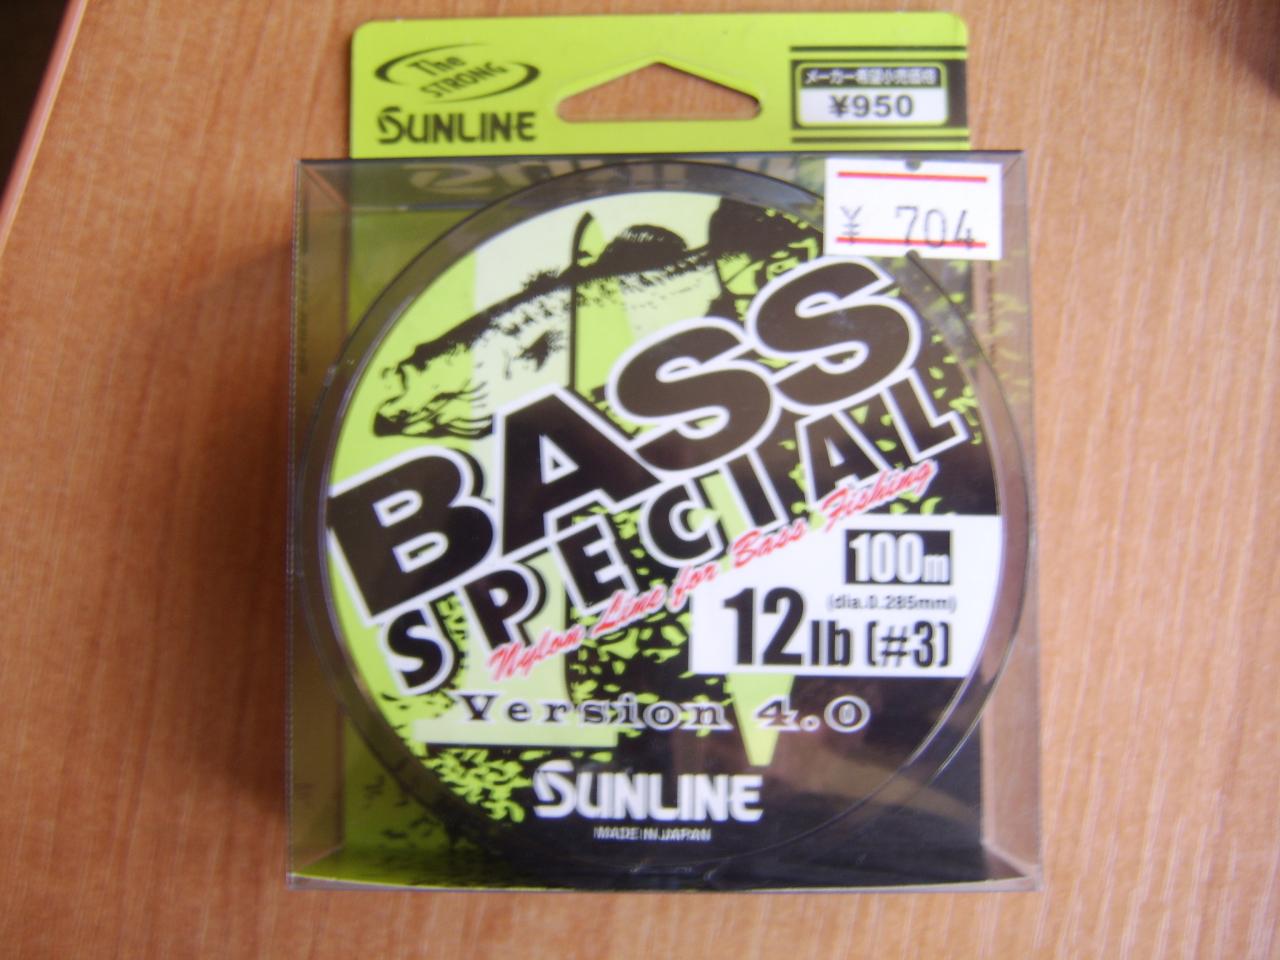 The
STRONG
SUNLINE
メーカー希望小売価格
¥950
¥ 704
BASS
SPECIAL
Nylon Line for Bass Fishing
100m
(dia.0.285mm)
12lb (#3)
Version 4.0
SUNLINE
MADE IN JAPAN